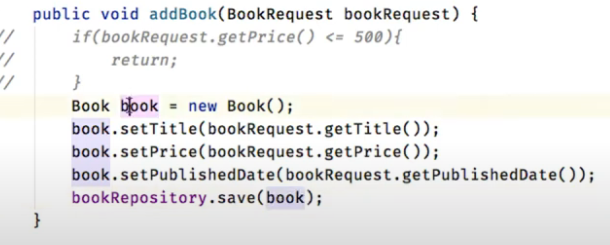 public void addBook(BookRequest bookRequest) {
//      if(bookRequest.getPrice() <= 500){
//          return;
//      }
Book book = new Book();
book.setTitle(bookRequest.getTitle());
book.setPrice(bookRequest.getPrice());
book.setPublishedDate(bookRequest.getPublishedDate());
bookRepository.save(book);
}